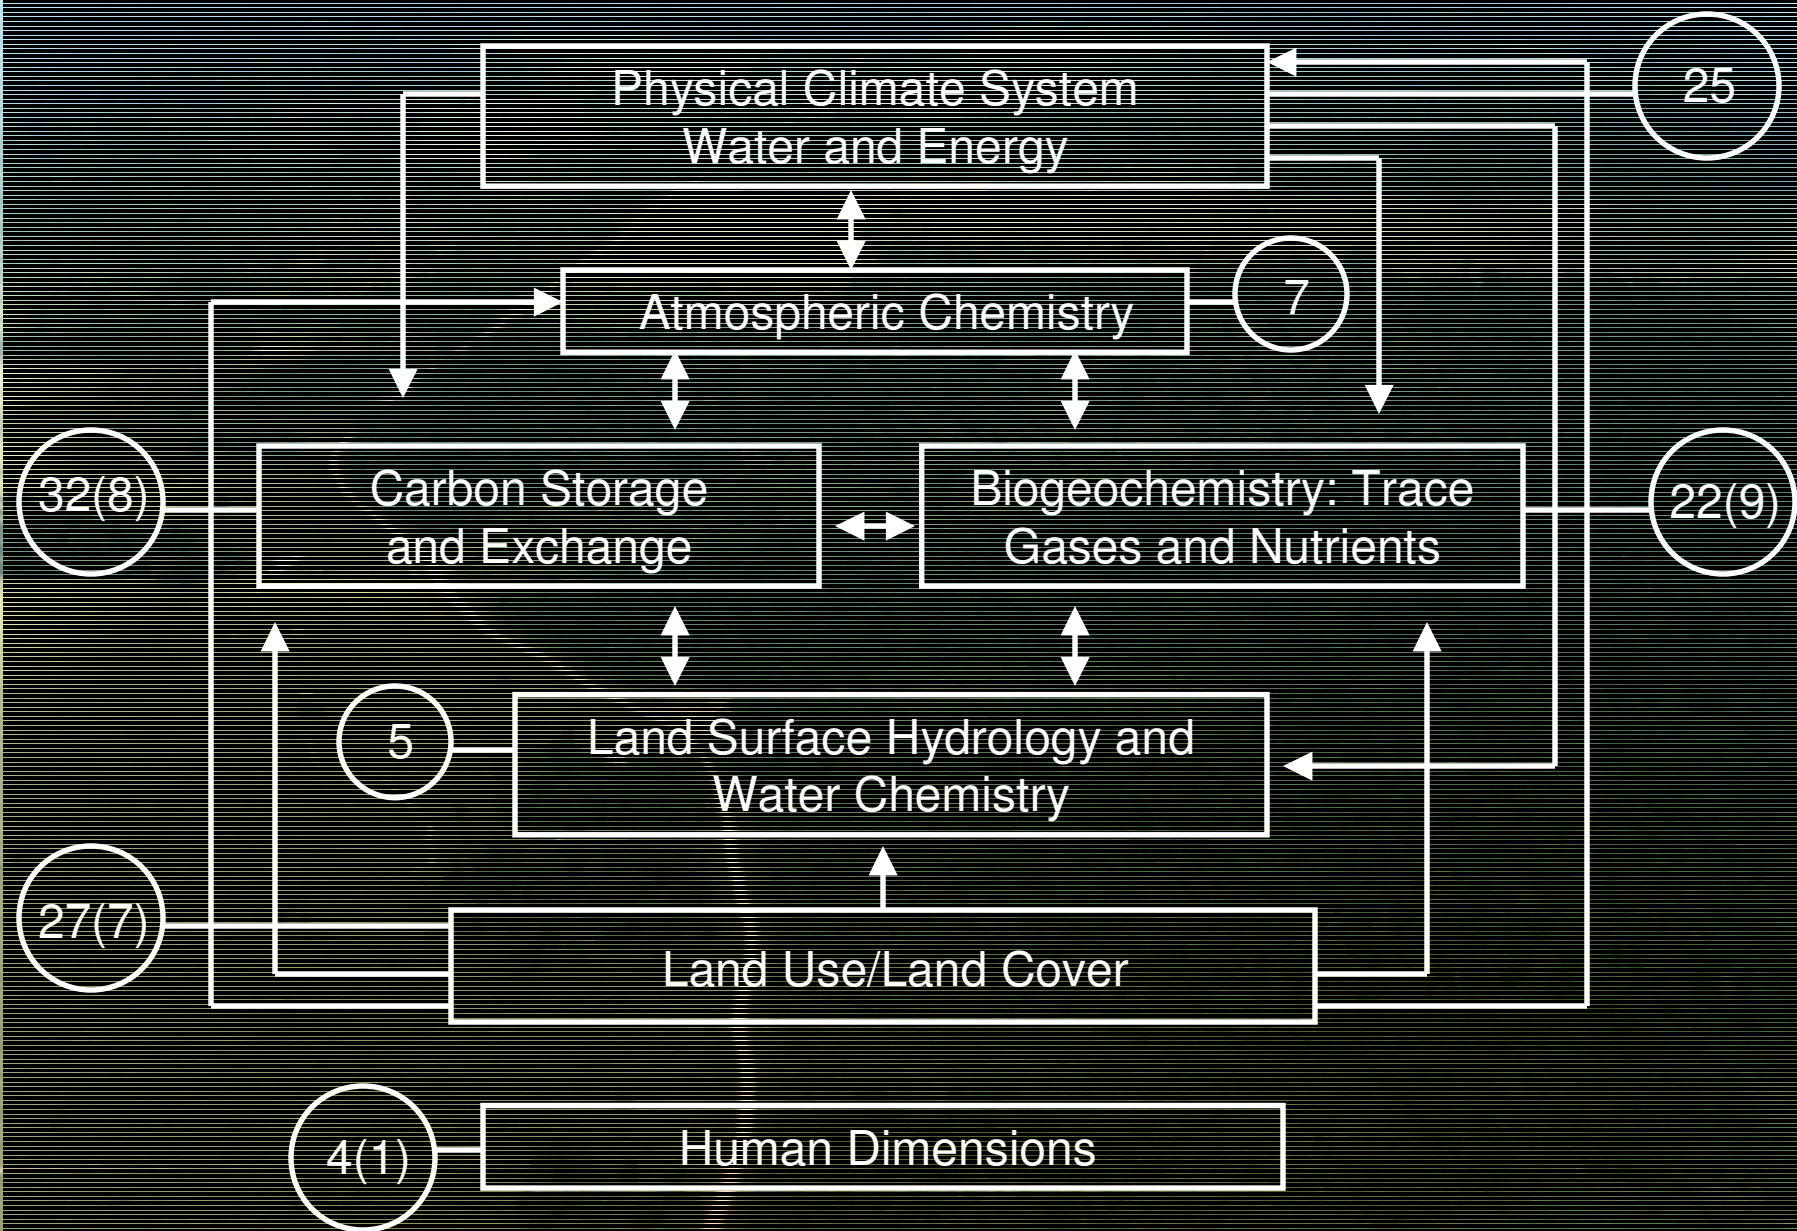 Physical Climate System
Water and Energy
25
Atmospheric Chemistry
7
32(8)
Carbon Storage
and Exchange
Biogeochemistry: Trace
Gases and Nutrients
22(9)
5
Land Surface Hydrology and
Water Chemistry
27(7)
Land Use/Land Cover
4(1)
Human Dimensions